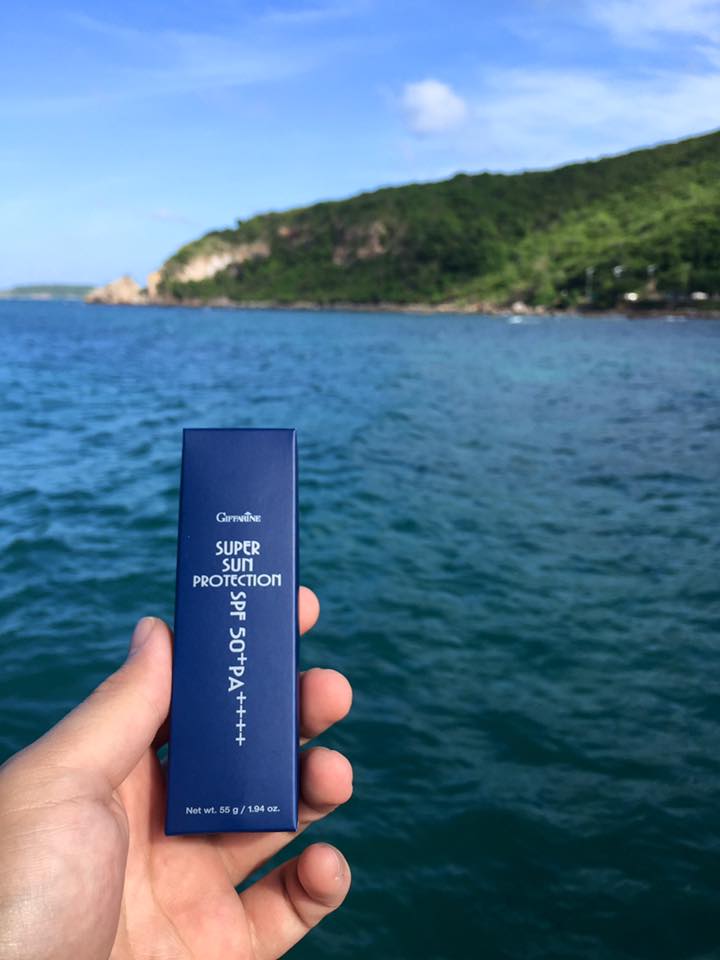 GIFFARINE
SUPER
SUN
PROTECTION
SPF 50+PA++++
Net wt. 55 g / 1.94 oz.